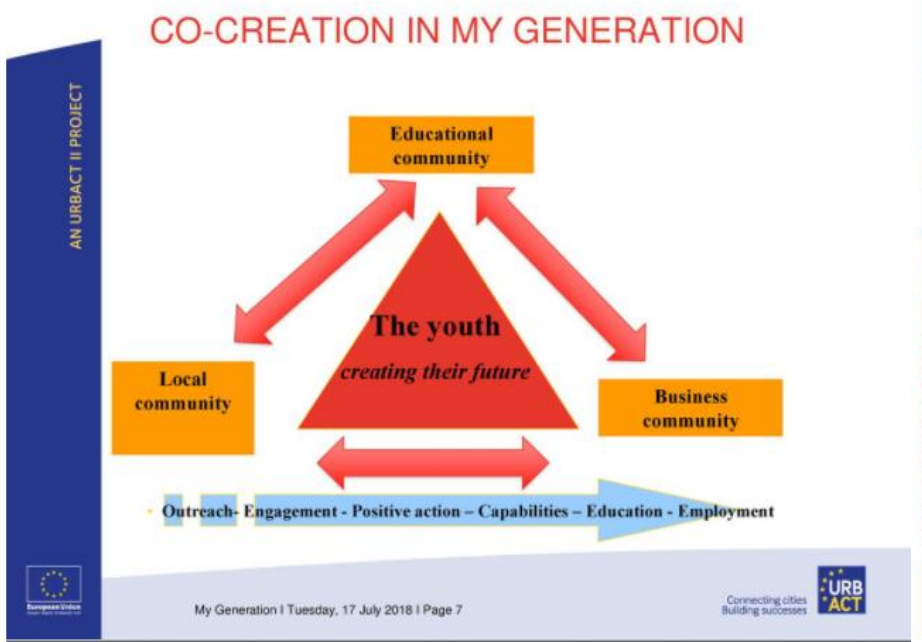 CO-CREATION IN MY GENERATION
AN URBACT II PROJECT
Educational
community
The youth
creating their future
Local
community
Business
community
• Outreach- Engagement - Positive action – Capabilities – Education - Employment
European Union
My Generation I Tuesday, 17 July 2018 I Page 7
Connecting cities
Building successes
URB
ACT